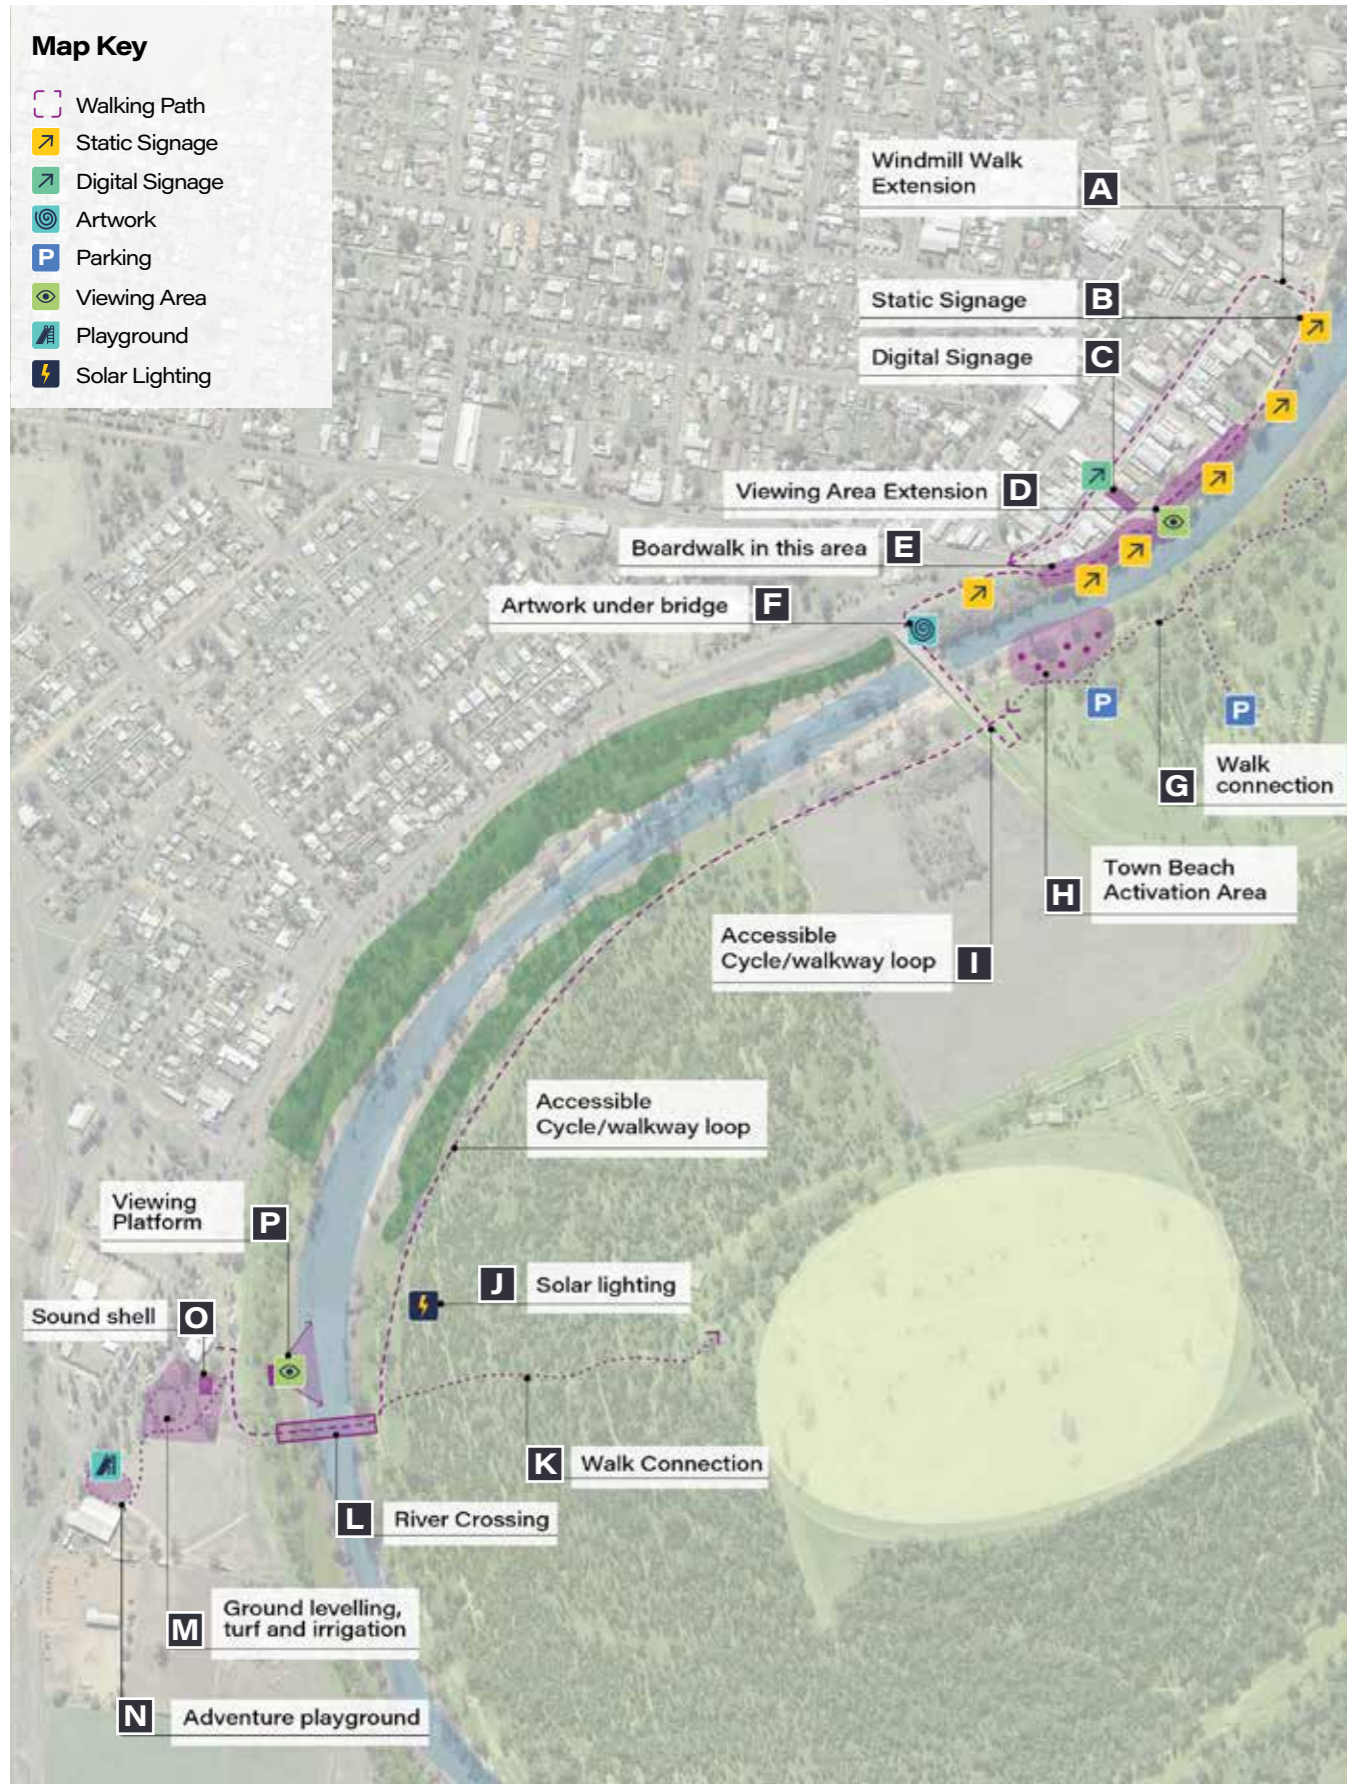 Map Key
Walking Path
Static Signage
Digital Signage
Artwork
P Parking
Viewing Area
Playground
Solar Lighting
Windmill Walk
Extension
A
Static Signage B
Digital Signage C
Viewing Area Extension D
Boardwalk in this area E
Artwork under bridge F
P
P
G Walk
connection
H Town Beach
Activation Area
Accessible
Cycle/walkway loop I
Accessible
Cycle/walkway loop
Viewing
Platform P
J Solar lighting
Sound shell O
K Walk Connection
L River Crossing
M Ground levelling,
turf and irrigation
N Adventure playground